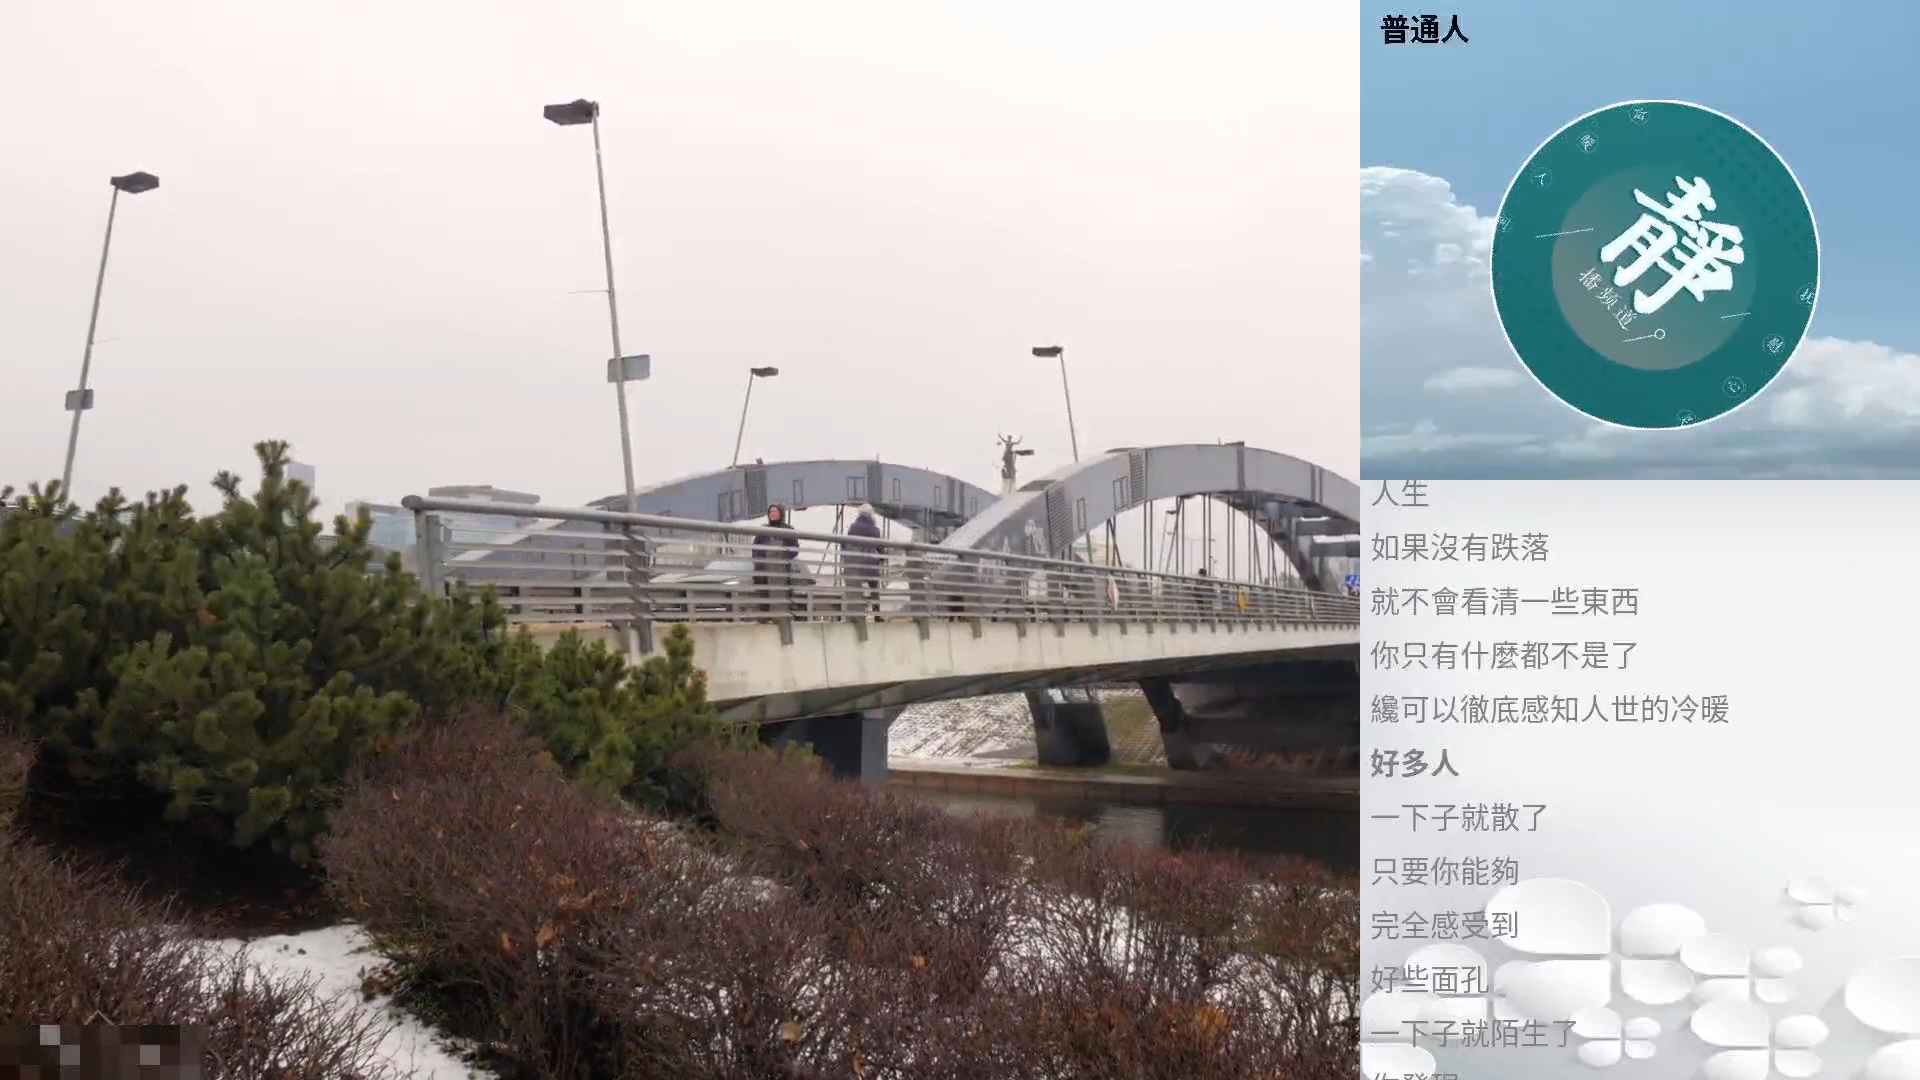 普通人
靜
播频道
人生
如果沒有跌落
就不會看清一些東西
你只有什麼都不是了
纔可以徹底感知人世的冷暖
好多人
一下子就散了
只要你能夠
完全感受到
好些面孔
一下子就陌生了